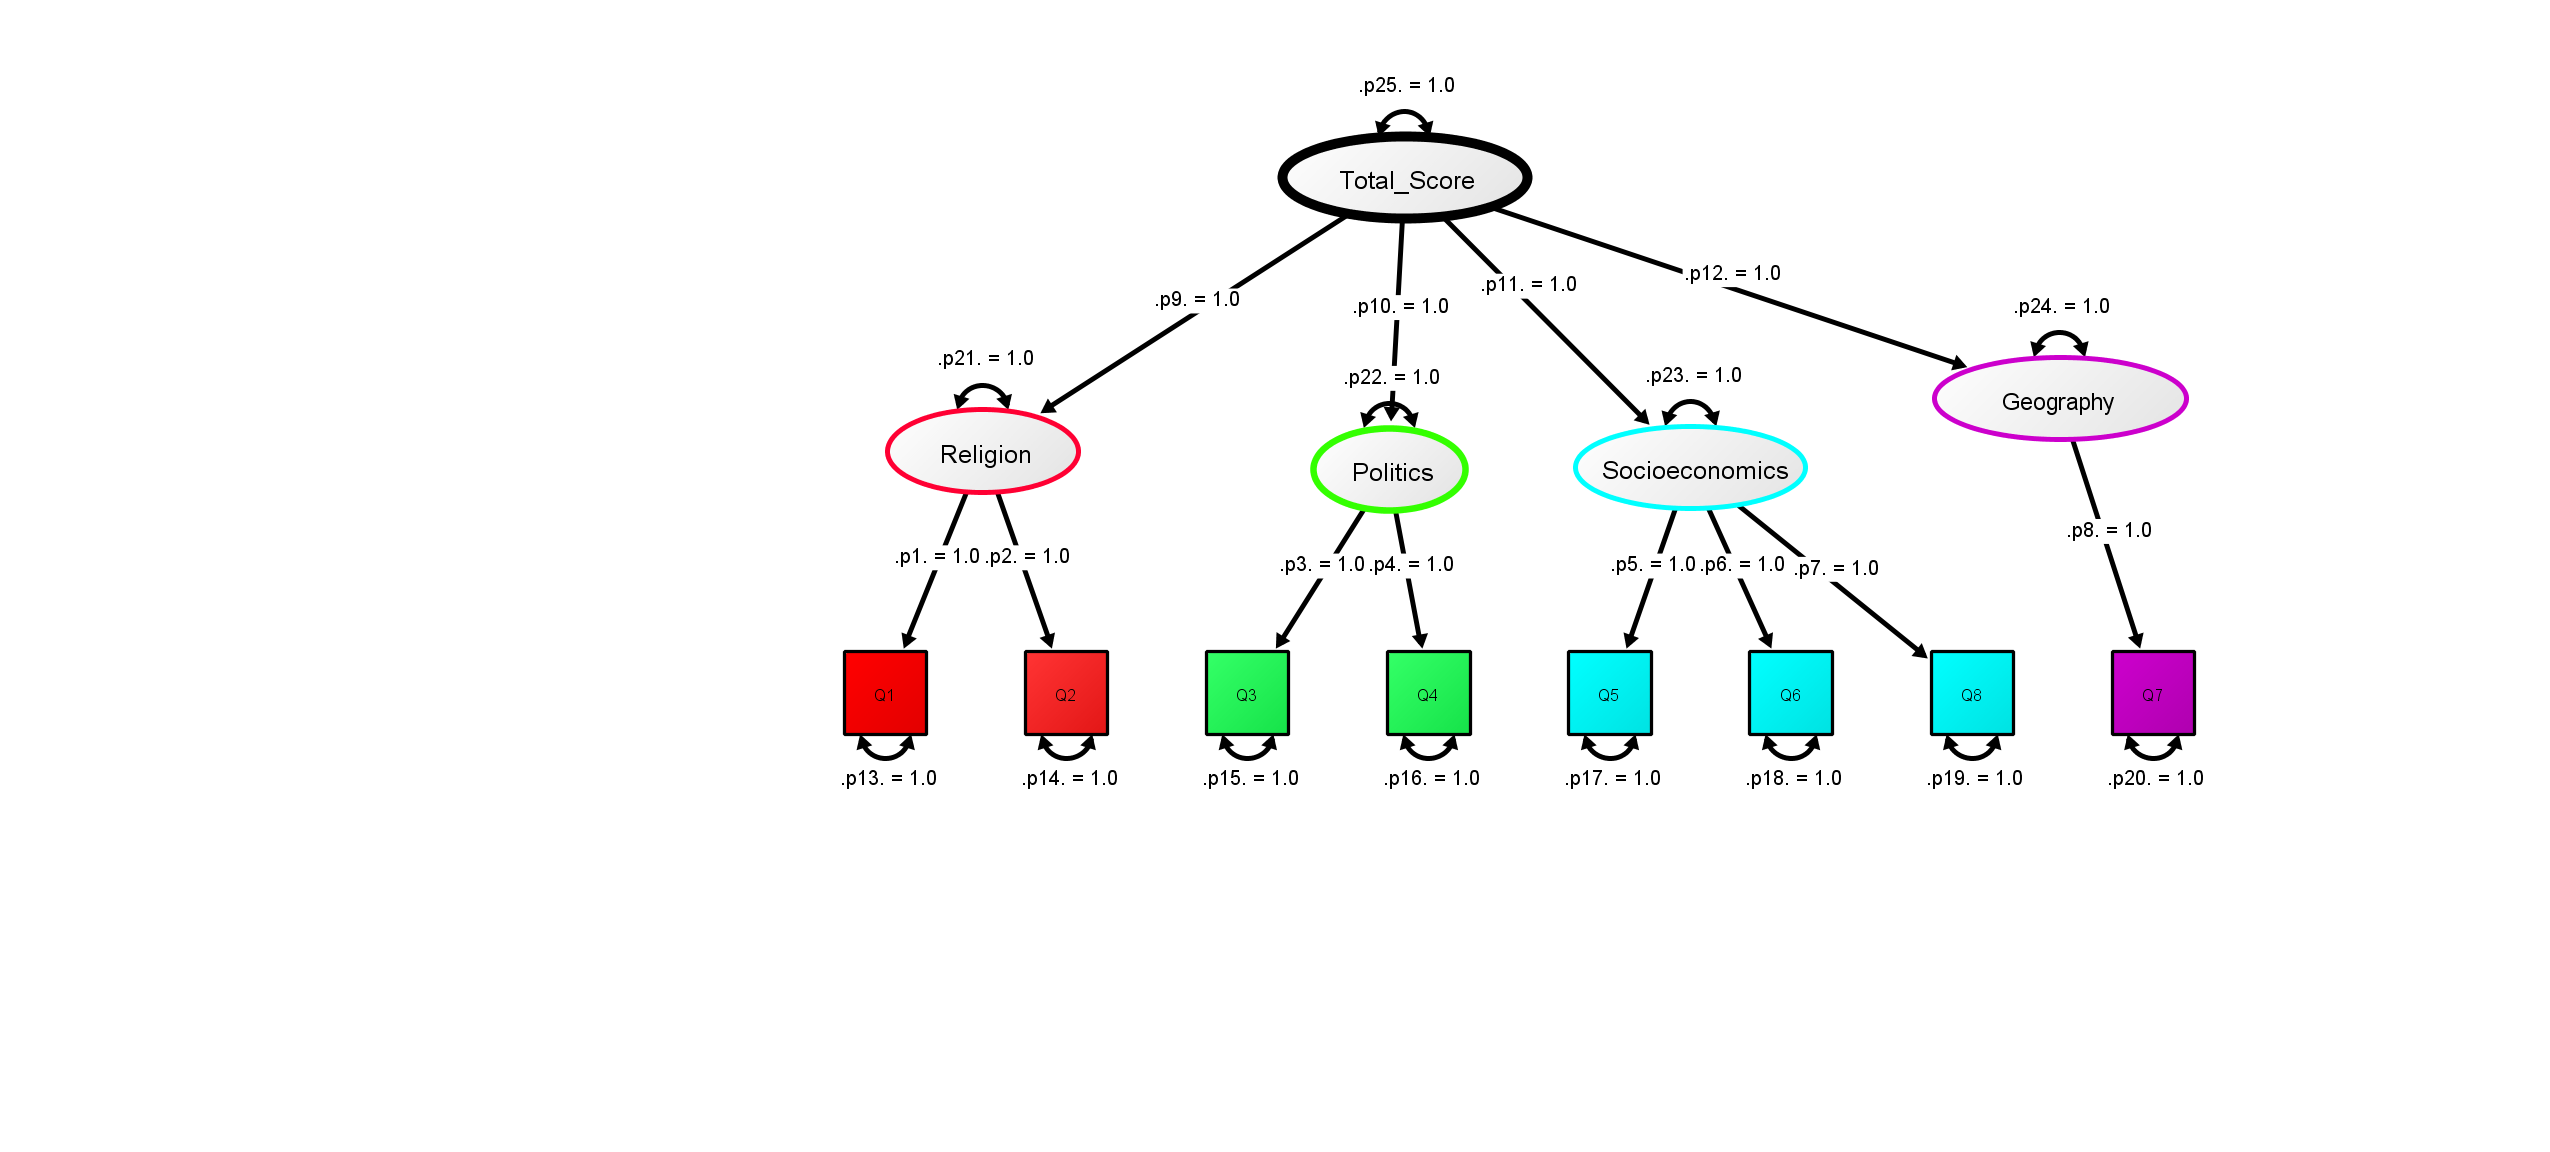 .p25. = 1.0
Total_Score
.p9. = 1.0
.p10. = 1.0
.p11. = 1.0
.p12. = 1.0
.p21. = 1.0
.p22. = 1.0
.p23. = 1.0
.p24. = 1.0
Religion
Politics
Socioeconomics
Geography
.p1. = 1.0
.p2. = 1.0
.p3. = 1.0
.p4. = 1.0
.p5. = 1.0
.p6. = 1.0
.p7. = 1.0
.p8. = 1.0
Q1
Q2
Q3
Q4
Q5
Q6
Q8
Q7
.p13. = 1.0
.p14. = 1.0
.p15. = 1.0
.p16. = 1.0
.p17. = 1.0
.p18. = 1.0
.p19. = 1.0
.p20. = 1.0